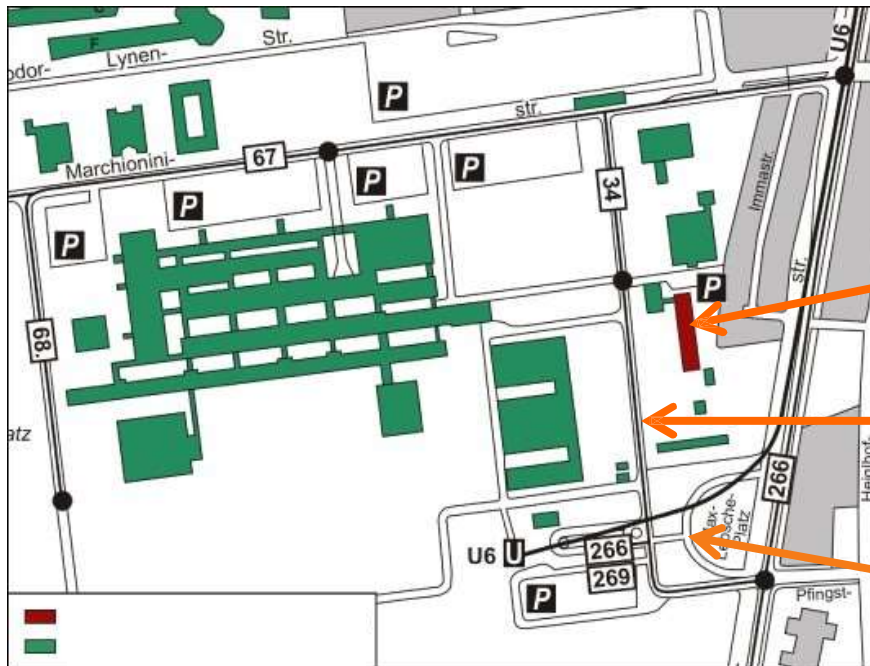 F
Lynen-
Str.
odor-
U6
P
str.
Marchionini-
67
P
P
P
P
34
Immastr.
str.
P
68.
atz
Heiglhof-
266
Max-
Lebsche-
Platz
U6 U
266
269
P
Pfingst-